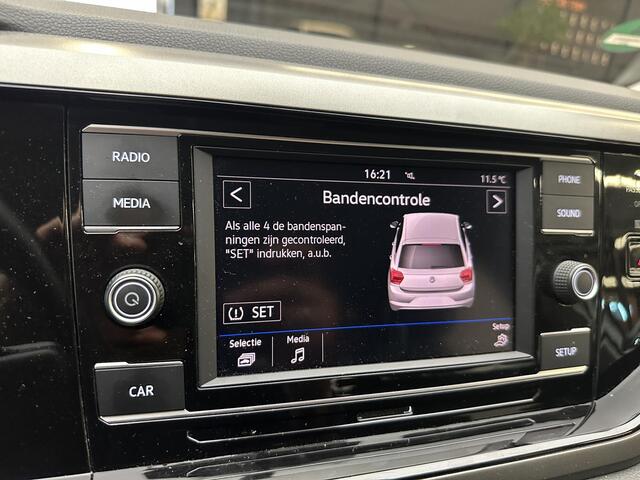 16:21
11.5°C
RADIO
MEDIA
PHONE
SOUND
<
Bandencontrole
>
Als alle 4 de bandenspan-
ningen zijn gecontroleerd,
"SET" indrukken, a.u.b.
SET
Selectie
Media
Setup
CAR
SETUP